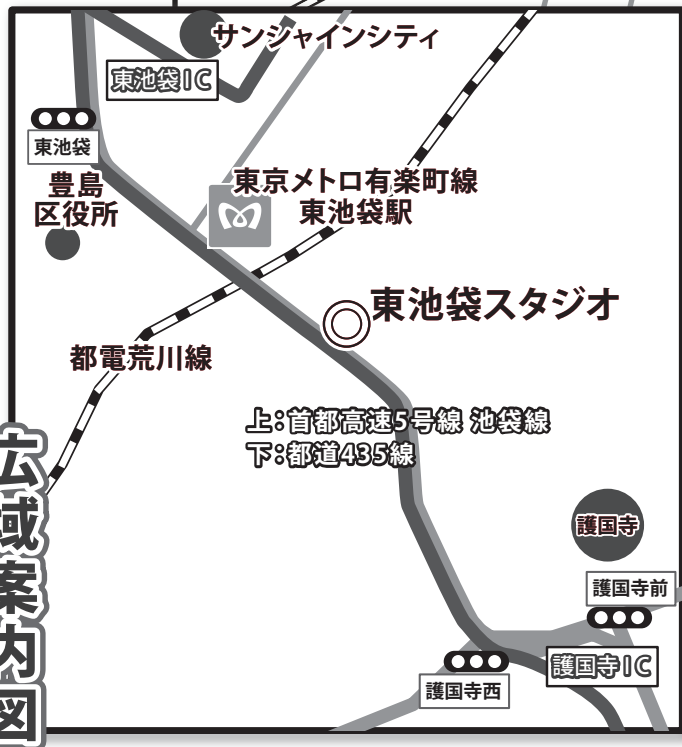 サンシャインシティ
東池袋IC
東池袋
豊島
区役所
東京メトロ有楽町線
東池袋駅
東池袋スタジオ
都電荒川線
上:首都高速5号線 池袋線
下:都道435線
広域案内図
護国寺
護国寺前
護国寺IC
護国寺西